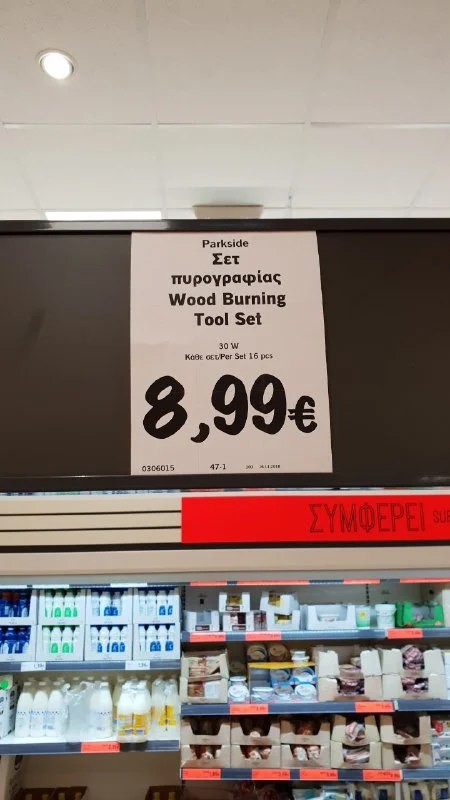 Parkside
Σετ
πυρογραφίας
Wood Burning
Tool Set
30 W
Κάθε σετ/Per Set 16 pcs
8,99€
0306015 47-1
ΣΥΜΦΕΡΕΙ